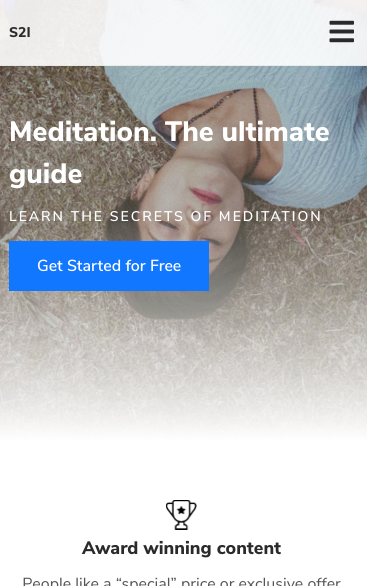 S2I
Meditation. The ultimate
guide
LEARN THE SECRETS OF MEDITATION
Get Started for Free
Award winning content
People like a “special” price or exclusive offer